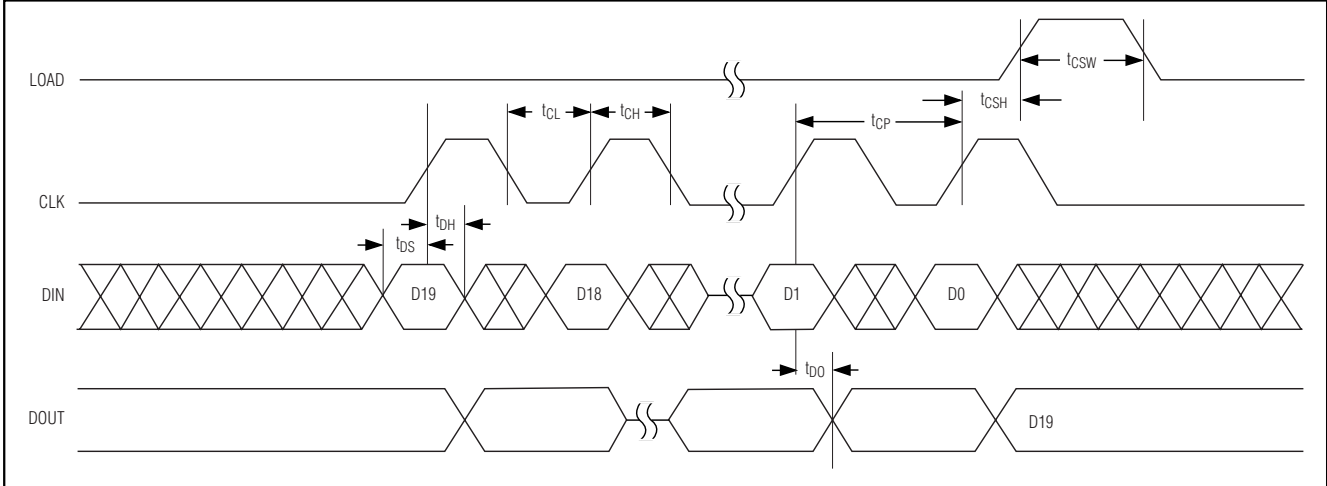 LOAD
tCSW
tCSH
tCL
tCH
tCP
CLK
tDH
tDS
DIN
D19
D18
D1
D0
tDO
DOUT
D19